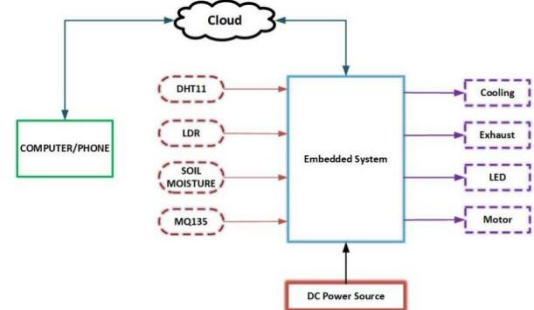 Cloud
DHT11
Cooling
LDR
Exhaust
COMPUTER/PHONE
Embedded System
SOIL
MOISTURE
LED
MQ135
Motor
DC Power Source